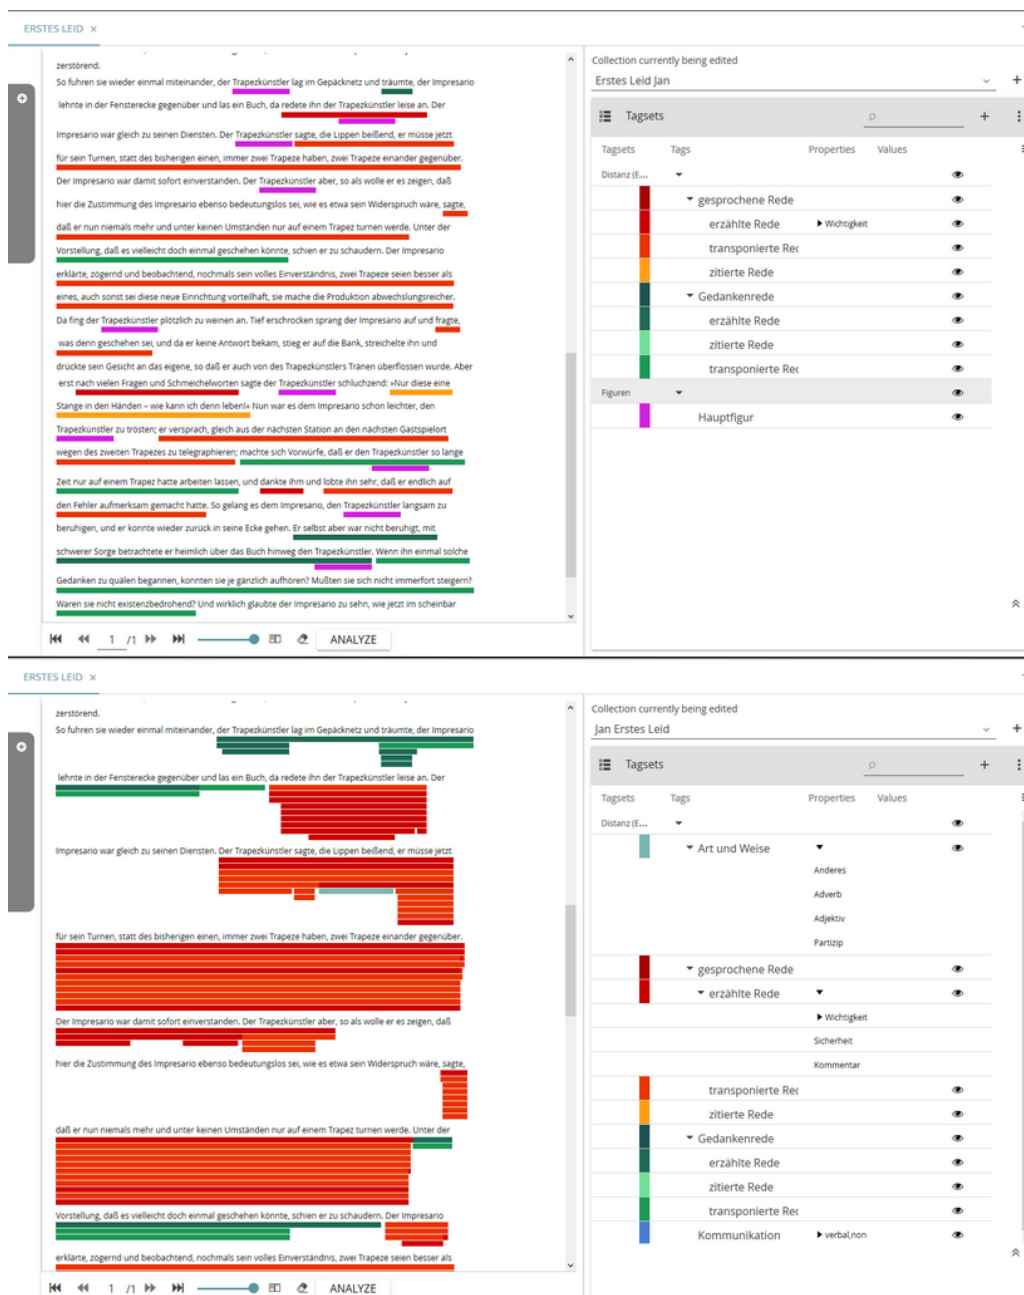 ERSTES LEID ×
zerstörend.
So fuhren sie wieder einmal miteinander, der Trapezkünstler lag im Gepäcknetz und träumte, der Impresario
lehnte in der Fensterecke gegenüber und las ein Buch, da redete ihn der Trapezkünstler leise an. Der
Impresario war gleich zu seinen Diensten. Der Trapezkünstler sagte, die Lippen beißend, er müsse jetzt
für sein Turnen, statt des bisherigen einen, immer zwei Trapeze haben, zwei Trapeze einander gegenüber.
Der Impresario war damit sofort einverstanden. Der Trapezkünstler aber, so als wolle er es zeigen, daß
hier die Zustimmung des Impresario ebenso bedeutungslos sei, wie es etwa sein Widerspruch wäre, sagte,
daß er nun niemals mehr und unter keinen Umständen nur auf einem Trapez turnen werde. Unter der
Vorstellung, daß es vielleicht doch einmal geschehen könnte, schien er zu schaudern. Der Impresario
erklärte, zögernd und beobachtend, nochmals sein volles Einverständnis, zwei Trapeze seien besser als
eines, auch sonst sei diese neue Einrichtung vorteilhaft, sie mache die Produktion abwechslungsreicher.
Da fing der Trapezkünstler plötzlich zu weinen an. Tief erschrocken sprang der Impresario auf und fragte,
was denn geschehen sei, und da er keine Antwort bekam, stieg er auf die Bank, streichelte ihn und
drückte sein Gesicht an das eigene, so daß er auch von des Trapezkünstlers Tränen überflossen wurde. Aber
erst nach vielen Fragen und Schmeichelworten sagte der Trapezkünstler schluchzend: »Nur diese eine
Stange in den Händen – wie kann ich denn leben!« Nun war es dem Impresario schon leichter, den
Trapezkünstler zu trösten; er versprach, gleich aus der nächsten Station an den nächsten Gastspielort
wegen des zweiten Trapezes zu telegraphieren; machte sich Vorwürfe, daß er den Trapezkünstler so lange
Zeit nur auf einem Trapez hatte arbeiten lassen, und dankte ihm und lobte ihn sehr, daß er endlich auf
den Fehler aufmerksam gemacht hatte. So gelang es dem Impresario, den Trapezkünstler langsam zu
beruhigen, und er konnte wieder zurück in seine Ecke gehen. Er selbst aber war nicht beruhigt, mit
schwerer Sorge betrachtete er heimlich über das Buch hinweg den Trapezkünstler. Wenn ihn einmal solche
Gedanken zu quälen begannen, konnten sie je gänzlich aufhören? Mußten sie sich nicht immerfort steigern?
Waren sie nicht existenzbedrohend? Und wirklich glaubte der Impresario zu sehn, wie jetzt im scheinbar
1 /1 ANALYZE
Collection currently being edited
Erstes Leid Jan
Tagsets
Tagsets Tags Properties Values
Distanz (E...
gesprochene Rede
erzählte Rede Wichtigkeit
transponierte Rec
zitierte Rede
Gedankenrede
erzählte Rede
zitierte Rede
transponierte Rec
Figuren
Hauptfigur
ERSTES LEID ×
zerstörend.
So fuhren sie wieder einmal miteinander, der Trapezkünstler lag im Gepäcknetz und träumte, der Impresario
lehnte in der Fensterecke gegenüber und las ein Buch, da redete ihn der Trapezkünstler leise an. Der
Impresario war gleich zu seinen Diensten. Der Trapezkünstler sagte, die Lippen beißend, er müsse jetzt
für sein Turnen, statt des bisherigen einen, immer zwei Trapeze haben, zwei Trapeze einander gegenüber.
Der Impresario war damit sofort einverstanden. Der Trapezkünstler aber, so als wolle er es zeigen, daß
hier die Zustimmung des Impresario ebenso bedeutungslos sei, wie es etwa sein Widerspruch wäre, sagte,
daß er nun niemals mehr und unter keinen Umständen nur auf einem Trapez turnen werde. Unter der
Vorstellung, daß es vielleicht doch einmal geschehen könnte, schien er zu schaudern. Der Impresario
erklärte, zögernd und beobachtend, nochmals sein volles Einverständnis, zwei Trapeze seien besser als
1 /1 ANALYZE
Collection currently being edited
Jan Erstes Leid
Tagsets
Tagsets Tags Properties Values
Distanz (E...
Art und Weise
Anderes
Adverb
Adjektiv
Partizip
gesprochene Rede
erzählte Rede
Wichtigkeit
Sicherheit
Kommentar
transponierte Rec
zitierte Rede
Gedankenrede
erzählte Rede
zitierte Rede
transponierte Rec
Kommunikation verbal,non